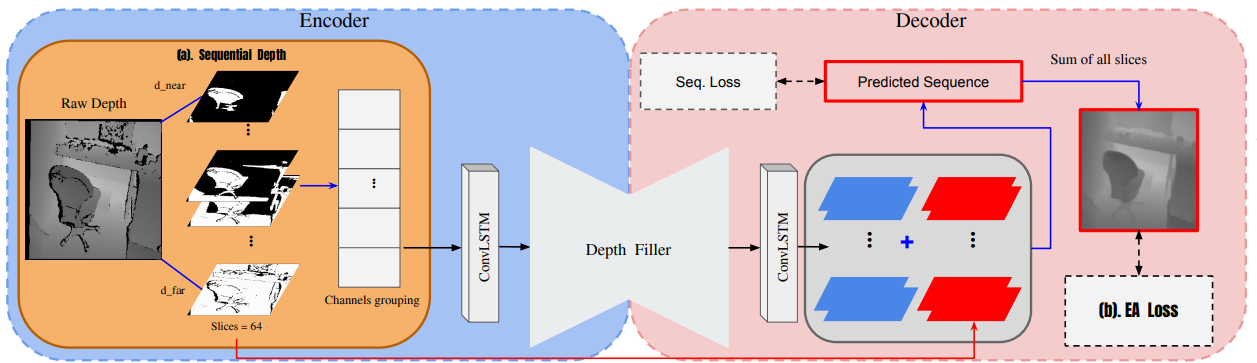 Encoder
Decoder
(a). Sequential Depth
d_near
Raw Depth
d_far
Slices = 64
Channels grouping
ConvLSTM
Depth Filler
ConvLSTM
Seq. Loss
Predicted Sequence
Sum of all slices
+
(b). EA Loss